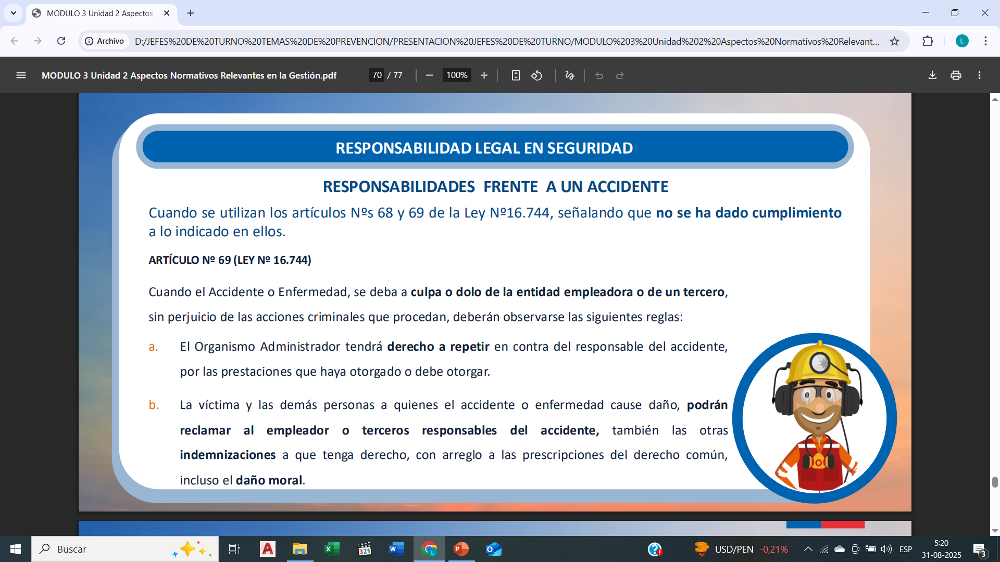 MODULO 3 Unidad 2 Aspectos
Archivo
D:/JEFES%20DE%20TURNO%20TEMAS%20DE%20PREVENCION/PRESENTACION%20JEFES%20DE%20TURNO/MODULO%203%20Unidad%202%20Aspectos%20Normativos%20Relevant...
L
MODULO 3 Unidad 2 Aspectos Normativos Relevantes en la Gestión.pdf
70 / 77
100%
RESPONSABILIDAD LEGAL EN SEGURIDAD
RESPONSABILIDADES FRENTE A UN ACCIDENTE
Cuando se utilizan los artículos Nºs 68 y 69 de la Ley Nº16.744, señalando que no se ha dado cumplimiento
a lo indicado en ellos.
ARTÍCULO Nº 69 (LEY Nº 16.744)
Cuando el Accidente o Enfermedad, se deba a culpa o dolo de la entidad empleadora o de un tercero,
sin perjuicio de las acciones criminales que procedan, deberán observarse las siguientes reglas:
a. El Organismo Administrador tendrá derecho a repetir en contra del responsable del accidente,
por las prestaciones que haya otorgado o debe otorgar.
b. La víctima y las demás personas a quienes el accidente o enfermedad cause daño, podrán
reclamar al empleador o terceros responsables del accidente, también las otras
indemnizaciones a que tenga derecho, con arreglo a las prescripciones del derecho común,
incluso el daño moral.
Buscar
321
USD/PEN -0,21%
ESP
5:20
31-08-2025
3